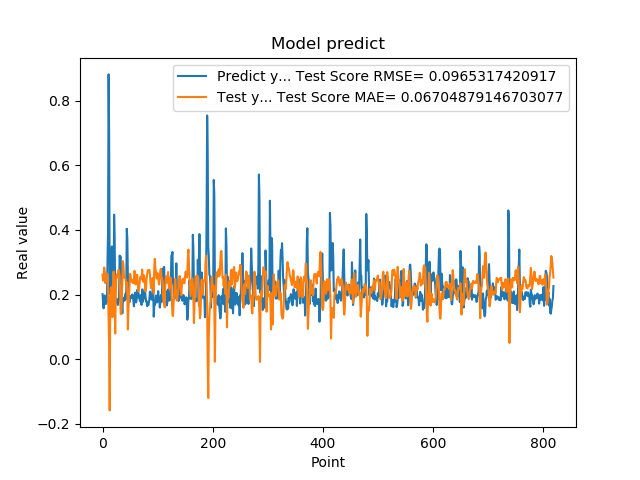 Model predict
Predict y... Test Score RMSE= 0.0965317420917
Test y... Test Score MAE= 0.06704879146703077
0.8
0.6
0.4
0.2
0.0
−0.2
Real value
0
200
400
600
800
Point